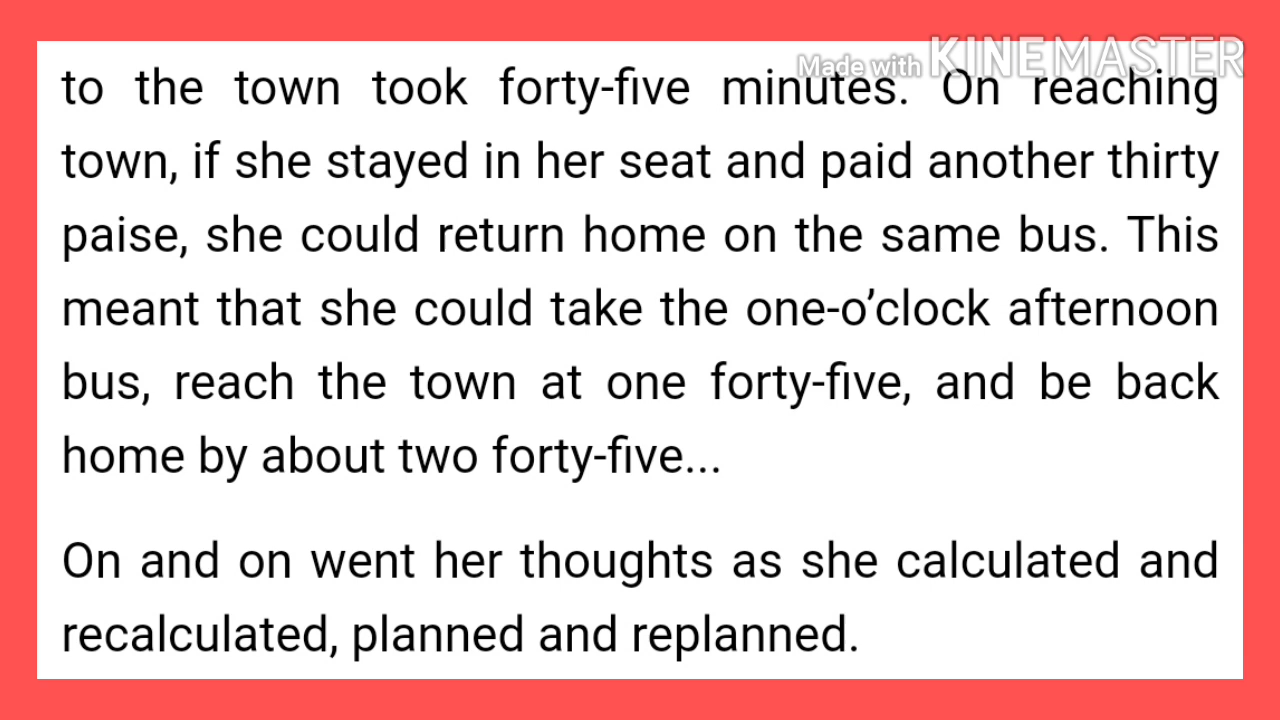 Made with KINEMASTER
to the town took forty-five minutes. On reaching
town, if she stayed in her seat and paid another thirty
paise, she could return home on the same bus. This
meant that she could take the one-o’clock afternoon
bus, reach the town at one forty-five, and be back
home by about two forty-five...
On and on went her thoughts as she calculated and
recalculated, planned and replanned.